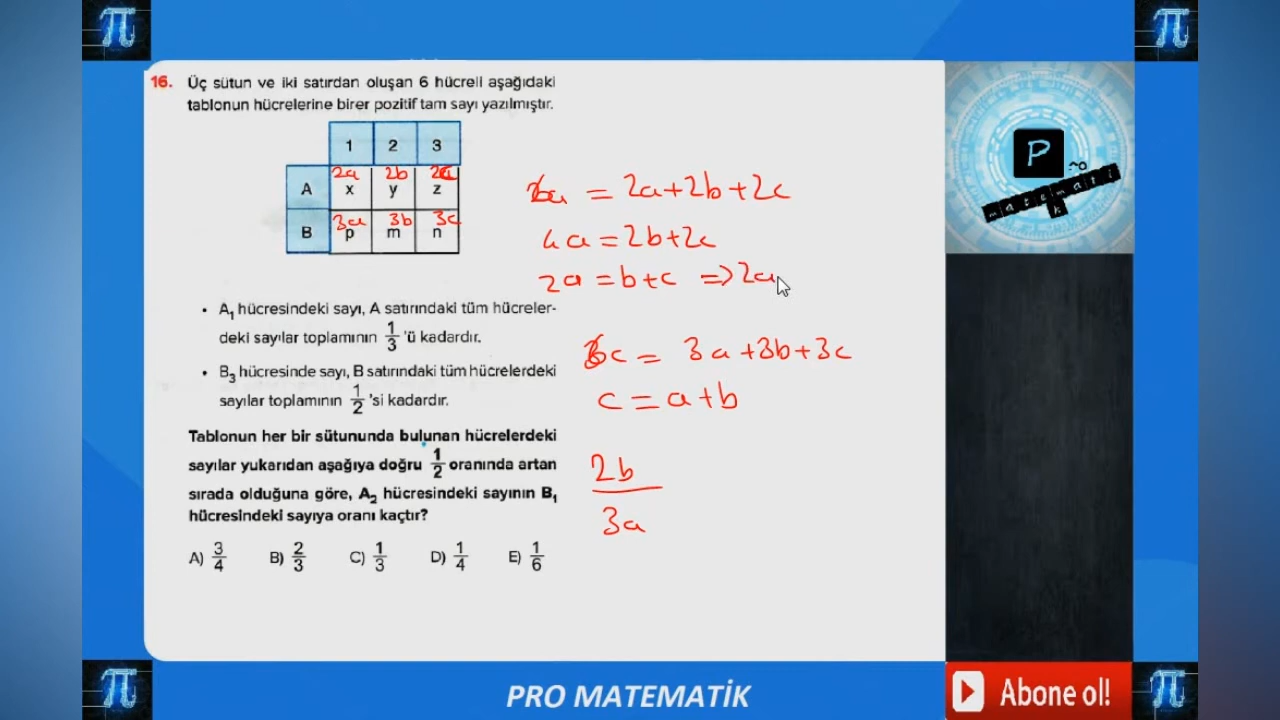 16. Üç sütun ve iki satırdan oluşan 6 hücreli aşağıdaki
tablonun hücrelerine birer pozitif tam sayı yazılmıştır.
1 2 3
2a 2b 2c
A x y z
3a 3b 3c
B p m n
• A₁ hücresindeki sayı, A satırındaki tüm hücreler-
deki sayılar toplamının 1/3 'ü kadardır.
• B₃ hücresinde sayı, B satırındaki tüm hücrelerdeki
sayılar toplamının 1/2 'si kadardır.
Tablonun her bir sütununda bulunan hücrelerdeki
sayılar yukarıdan aşağıya doğru 1/2 oranında artan
sırada olduğuna göre, A₂ hücresindeki sayının B₁
hücresindeki sayıya oranı kaçtır?
A) 3/4 B) 2/3 C) 1/3 D) 1/4 E) 1/6
6a = 2a+2b+2c
4a = 2b+2c
2a = b+c ⇒ 2a
6c = 3a+3b+3c
c = a+b
2b
3a
P
ro
matematik
PRO MATEMATİK
Abone ol!